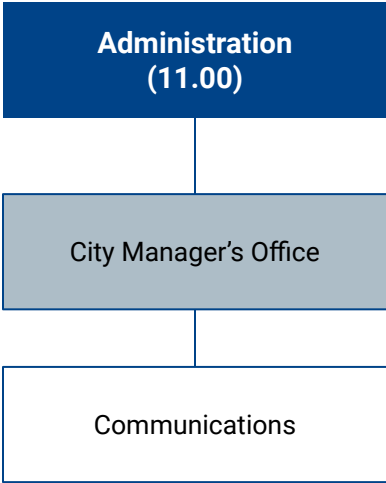 Administration
(11.00)
City Manager’s Office
Communications